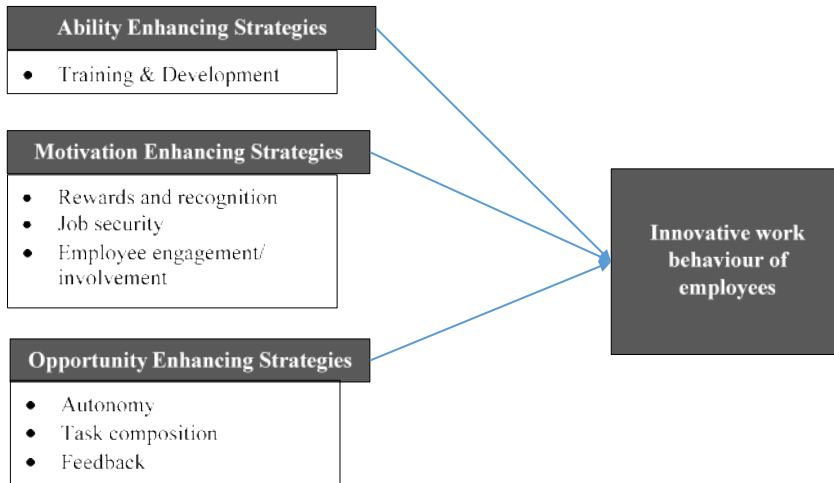 Ability Enhancing Strategies
Training & Development
Motivation Enhancing Strategies
Rewards and recognition
Job security
Employee engagement/
involvement
Opportunity Enhancing Strategies
Autonomy
Task composition
Feedback
Innovative work
behaviour of
employees